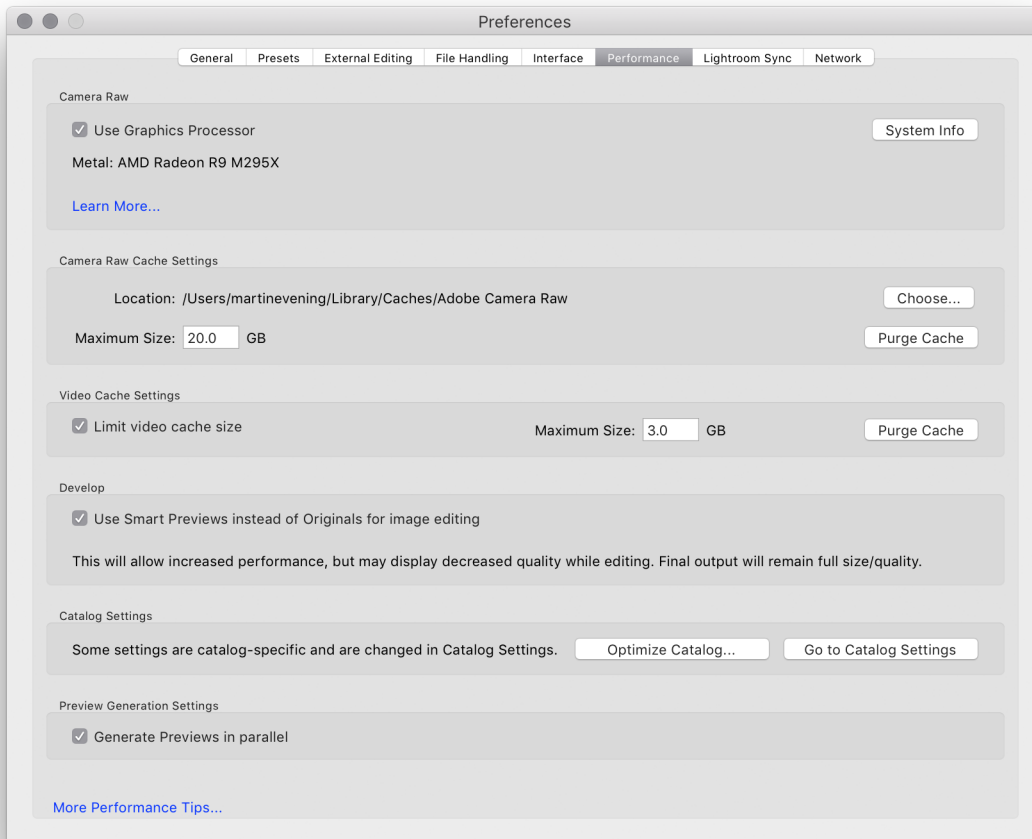 Preferences
General Presets External Editing File Handling Interface Performance Lightroom Sync Network
Camera Raw
Use Graphics Processor System Info
Metal: AMD Radeon R9 M295X
Learn More...
Camera Raw Cache Settings
Location: /Users/martinevening/Library/Caches/Adobe Camera Raw Choose...
Maximum Size: 20.0 GB Purge Cache
Video Cache Settings
Limit video cache size Maximum Size: 3.0 GB Purge Cache
Develop
Use Smart Previews instead of Originals for image editing
This will allow increased performance, but may display decreased quality while editing. Final output will remain full size/quality.
Catalog Settings
Some settings are catalog-specific and are changed in Catalog Settings. Optimize Catalog... Go to Catalog Settings
Preview Generation Settings
Generate Previews in parallel
More Performance Tips...